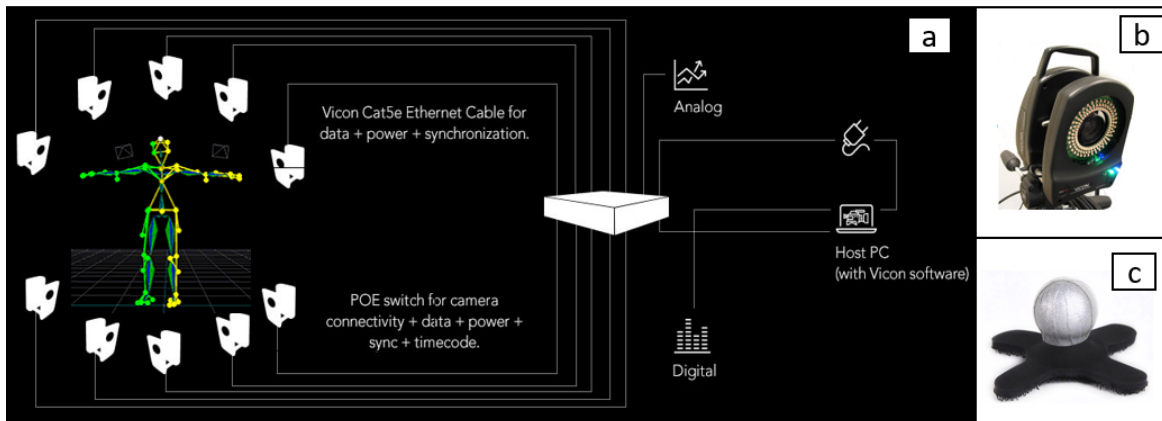 a
Vicon Cat5e Ethernet Cable for
data + power + synchronization.
POE switch for camera
connectivity + data + power +
sync + timecode.
Analog
Host PC
(with Vicon software)
Digital
b
c